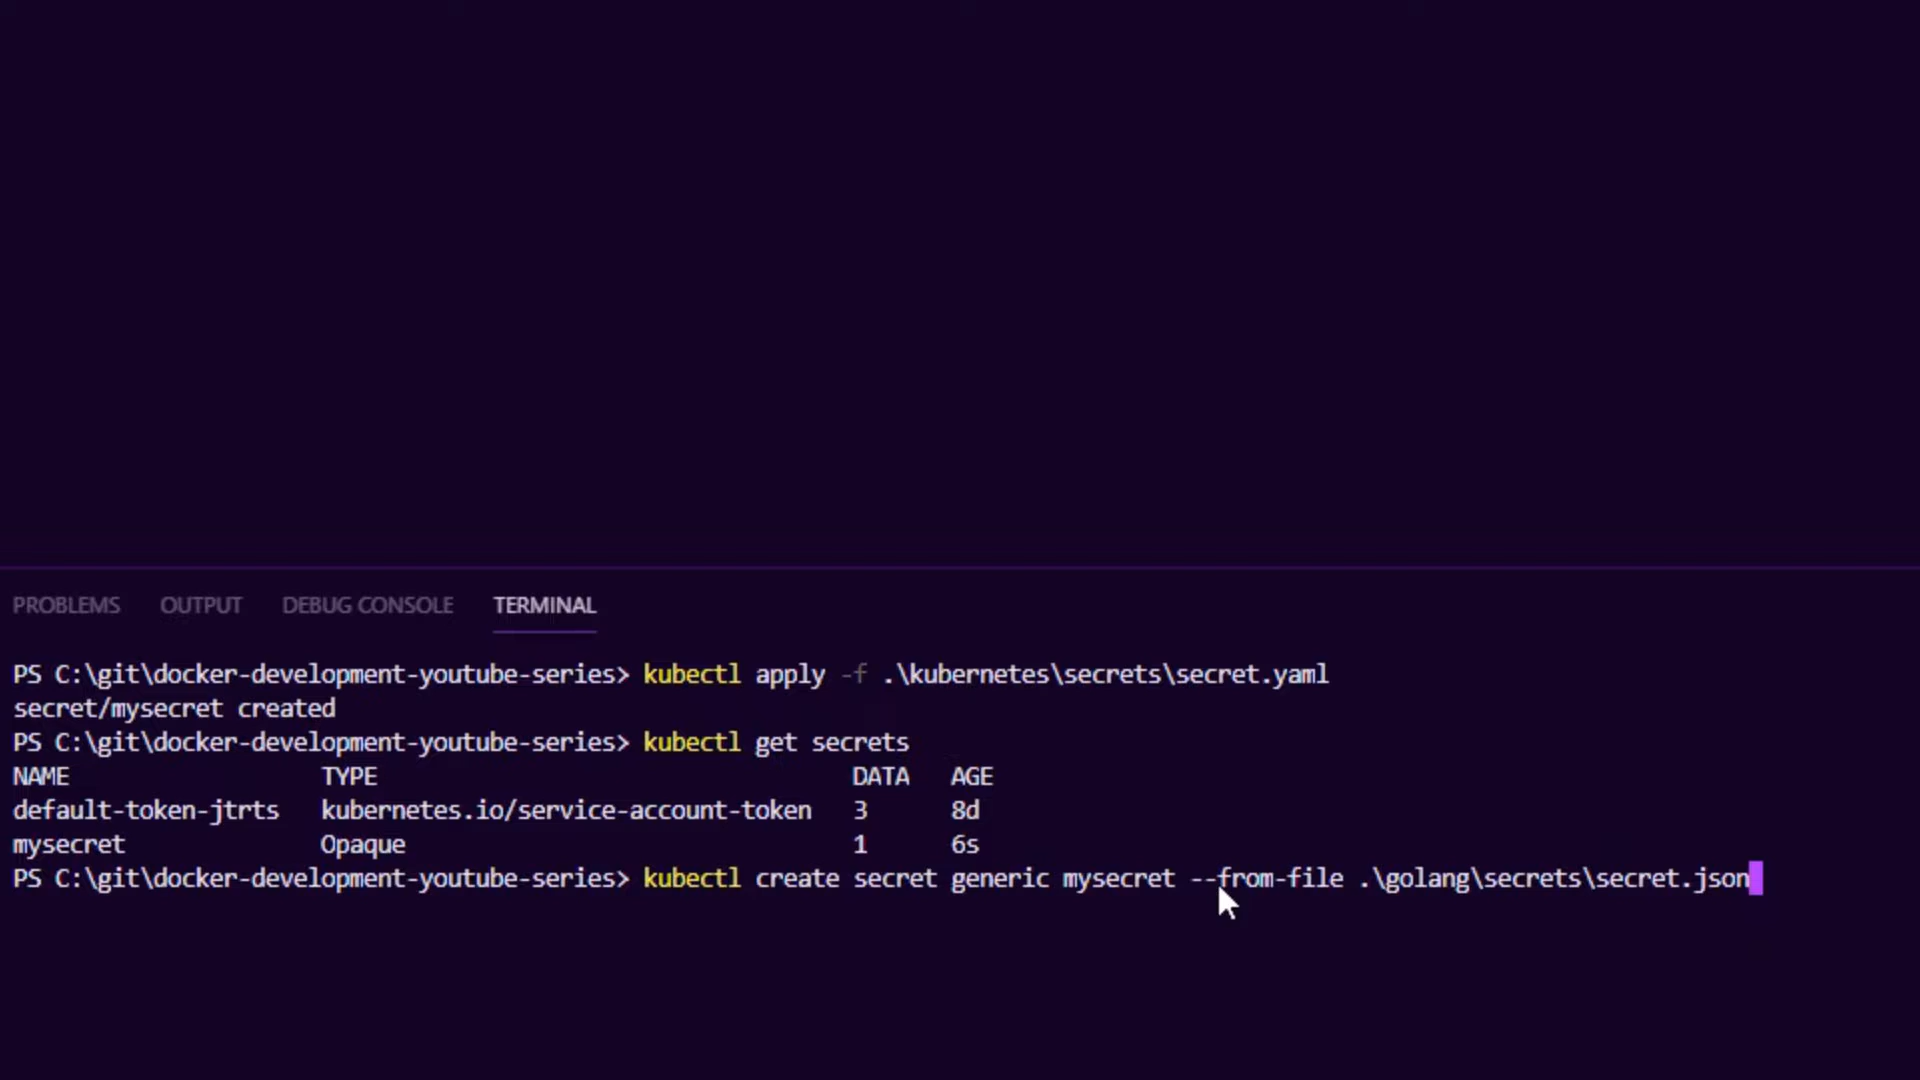 PROBLEMS OUTPUT DEBUG CONSOLE TERMINAL
PS C:\git\docker-development-youtube-series> kubectl apply -f .\kubernetes\secrets\secret.yaml
secret/mysecret created
PS C:\git\docker-development-youtube-series> kubectl get secrets
NAME TYPE DATA AGE
default-token-jtrts kubernetes.io/service-account-token 3 8d
mysecret Opaque 1 6s
PS C:\git\docker-development-youtube-series> kubectl create secret generic mysecret --from-file .\golang\secrets\secret.json